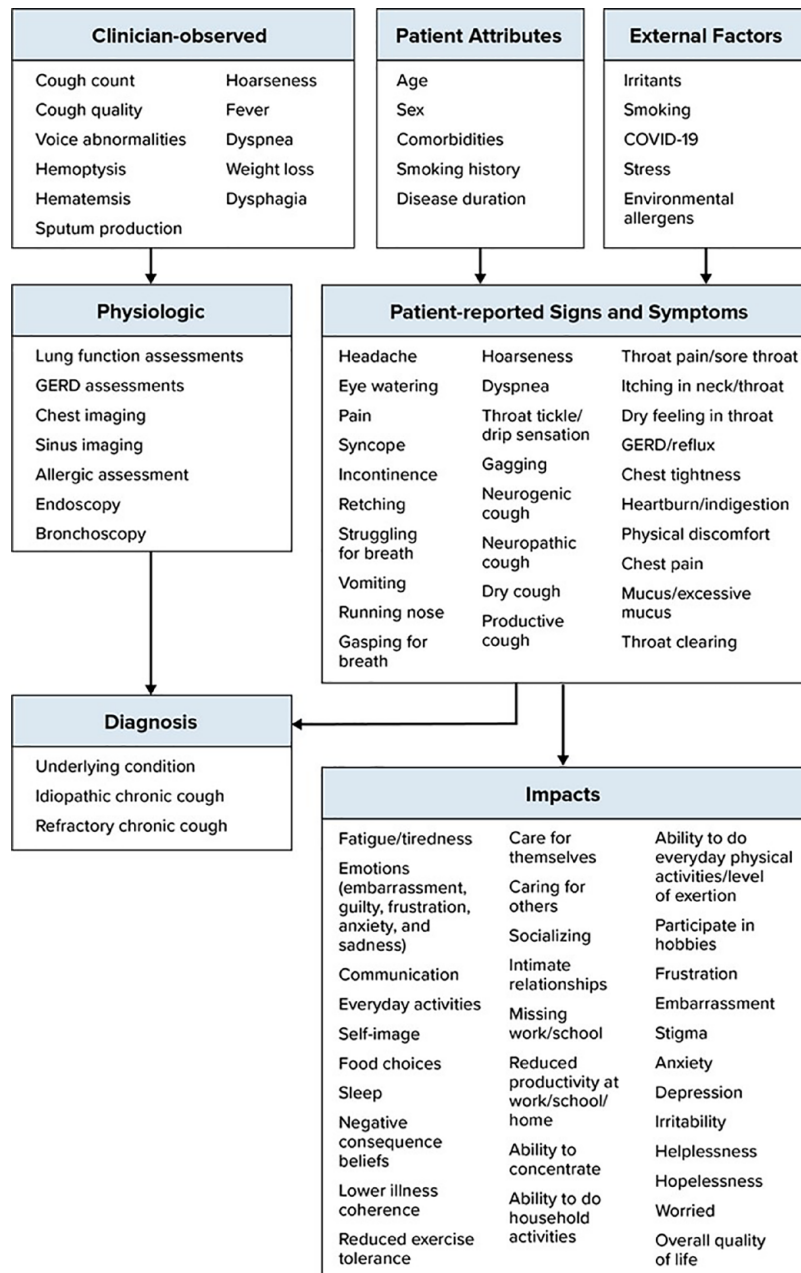 Clinician-observed
Cough count
Cough quality
Voice abnormalities
Hemoptysis
Hematemsis
Sputum production
Hoarseness
Fever
Dyspnea
Weight loss
Dysphagia
Patient Attributes
Age
Sex
Comorbidities
Smoking history
Disease duration
External Factors
Irritants
Smoking
COVID-19
Stress
Environmental
allergens
Physiologic
Lung function assessments
GERD assessments
Chest imaging
Sinus imaging
Allergic assessment
Endoscopy
Bronchoscopy
Patient-reported Signs and Symptoms
Headache
Eye watering
Pain
Syncope
Incontinence
Retching
Struggling
for breath
Vomiting
Running nose
Gasping for
breath
Hoarseness
Dyspnea
Throat tickle/
drip sensation
Gagging
Neurogenic
cough
Neuropathic
cough
Dry cough
Productive
cough
Throat pain/sore throat
Itching in neck/throat
Dry feeling in throat
GERD/reflux
Chest tightness
Heartburn/indigestion
Physical discomfort
Chest pain
Mucus/excessive
mucus
Throat clearing
Diagnosis
Underlying condition
Idiopathic chronic cough
Refractory chronic cough
Impacts
Fatigue/tiredness
Emotions
(embarrassment,
guilty, frustration,
anxiety, and
sadness)
Communication
Everyday activities
Self-image
Food choices
Sleep
Negative
consequence
beliefs
Lower illness
coherence
Reduced exercise
tolerance
Care for
themselves
Caring for
others
Socializing
Intimate
relationships
Missing
work/school
Reduced
productivity at
work/school/
home
Ability to
concentrate
Ability to do
household
activities
Ability to do
everyday physical
activities/level
of exertion
Participate in
hobbies
Frustration
Embarrassment
Stigma
Anxiety
Depression
Irritability
Helplessness
Hopelessness
Worried
Overall quality
of life